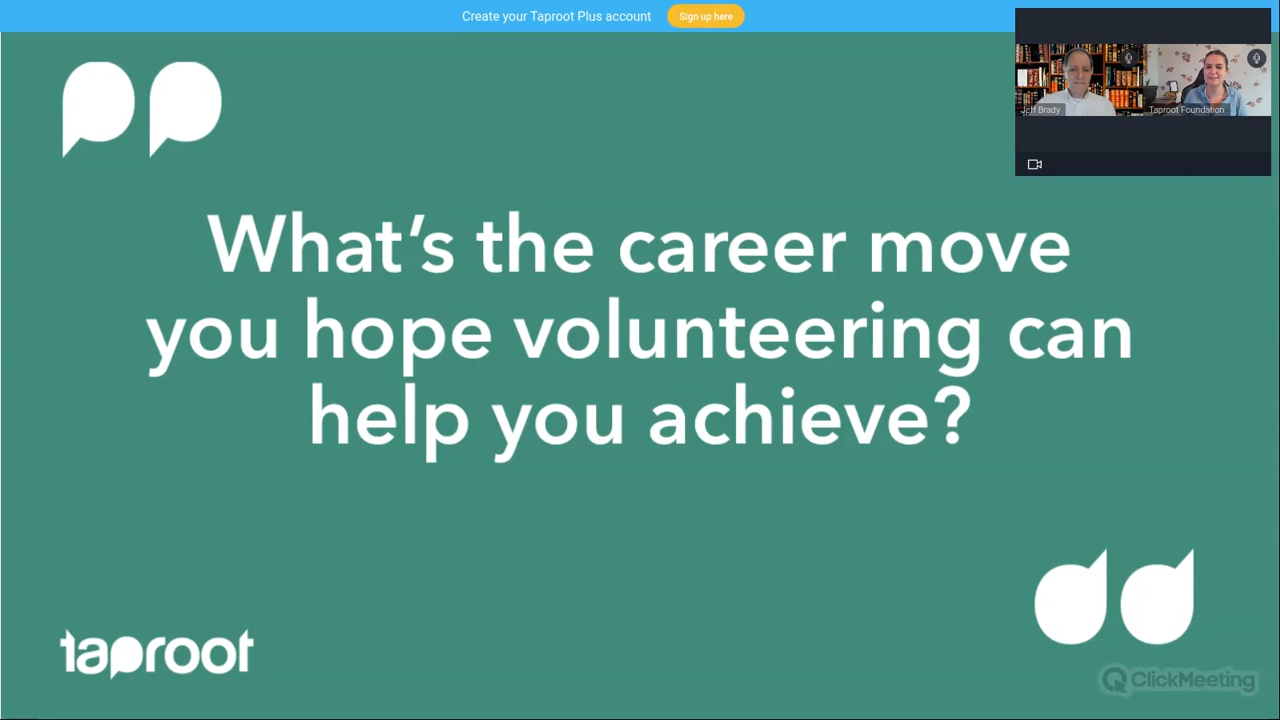 Create your Taproot Plus account
Sign up here
Jeff Brady
Taproot Foundation
What's the career move
you hope volunteering can
help you achieve?
taproot
ClickMeeting